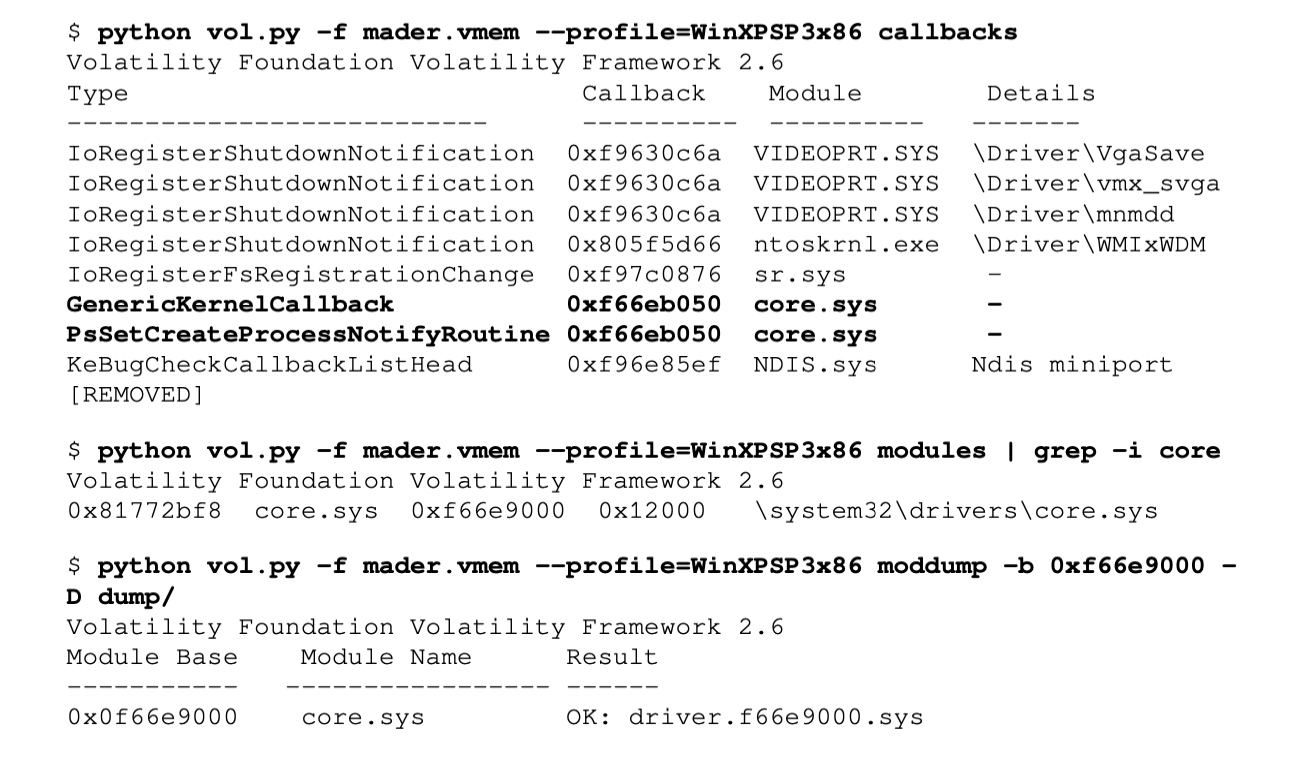 $ python vol.py -f mader.vmem --profile=WinXPSP3x86 callbacks
Volatility Foundation Volatility Framework 2.6
Type                             Callback    Module        Details
---------------------------      ----------  ----------   -------
IoRegisterShutdownNotification  0xf9630c6a  VIDEOPRT.SYS  \Driver\VgaSave
IoRegisterShutdownNotification  0xf9630c6a  VIDEOPRT.SYS  \Driver\vmx_svga
IoRegisterShutdownNotification  0xf9630c6a  VIDEOPRT.SYS  \Driver\mnmdd
IoRegisterShutdownNotification  0x805f5d66  ntoskrnl.exe  \Driver\WMIxWDM
IoRegisterFsRegistrationChange  0xf97c0876  sr.sys         -
GenericKernelCallback           0xf66eb050  core.sys       -
PsSetCreateProcessNotifyRoutine 0xf66eb050  core.sys       -
KeBugCheckCallbackListHead      0xf96e85ef  NDIS.sys      Ndis miniport
[REMOVED]
$ python vol.py -f mader.vmem --profile=WinXPSP3x86 modules | grep -i core
Volatility Foundation Volatility Framework 2.6
0x81772bf8  core.sys  0xf66e9000  0x12000   \system32\drivers\core.sys
$ python vol.py -f mader.vmem --profile=WinXPSP3x86 moddump -b 0xf66e9000 -
D dump/
Volatility Foundation Volatility Framework 2.6
Module Base    Module Name      Result
-----------   ----------------- ------
0x0f66e9000    core.sys         OK: driver.f66e9000.sys